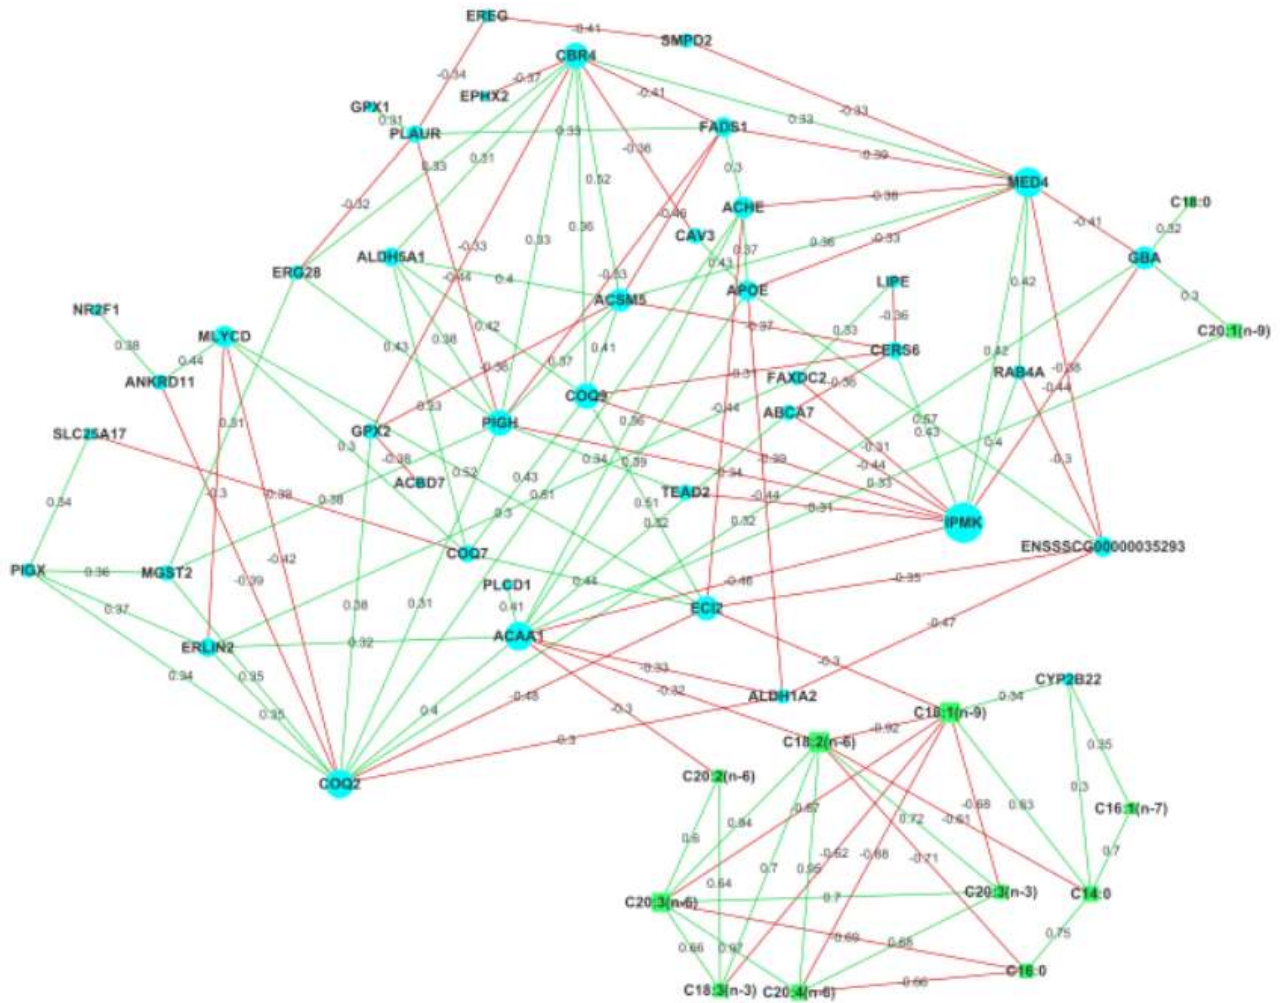 EREG
-0.41
SMPD2
CBR4
-0.34
-0.37
EPHX2
-0.41
GPX1
0.31
PLAUR
0.33
FADS1
0.33
-0.33
-0.39
0.33
0.31
-0.36
0.3
MED4
0.52
-0.38
C18:0
-0.32
ACHE
-0.46
-0.41
0.32
CAV3
0.36
0.33
0.36
-0.33
0.37
-0.33
ALDH5A1
GBA
ERG28
-0.44
0.4
-0.33
0.43
0.42
LIPE
APOE
0.3
ACSM5
NR2F1
MLYCD
0.42
-0.37
0.33
-0.36
C20:1(n-9)
0.38
0.43
0.38
0.41
CERS6
0.44
0.37
-0.36
-0.31
0.42
-0.38
ANKRD11
FAXDC2
-0.36
RAB4A
-0.44
COQ9
-0.44
ABCA7
0.31
0.33
PIGH
0.36
0.57
0.43
SLC25A17
GPX2
0.3
-0.31
0.4
-0.38
0.34
0.39
-0.39
-0.44
-0.3
ACBD7
0.52
0.43
-0.34
0.33
-0.3
-0.39
0.38
0.51
TEAD2
-0.44
0.34
0.51
0.31
0.3
0.32
0.32
IPMK
COQ7
ENSSSCG00000035293
PIGX
0.36
MGST2
-0.42
PLCD1
0.44
-0.46
-0.35
-0.39
0.41
0.37
0.38
0.31
ECI2
-0.47
ERLIN2
0.32
ACAA1
-0.33
-0.3
0.34
0.35
-0.32
CYP2B22
-0.48
ALDH1A2
0.34
0.35
0.4
-0.3
C18:1(n-9)
-0.92
-0.3
C18:2(n-6)
0.35
COQ2
C20:2(n-6)
0.3
-0.68
0.63
C16:1(n-7)
0.6
0.84
0.72
-0.61
0.7
-0.62
-0.88
-0.71
0.7
0.95
0.64
C20:3(n-6)
0.7
C20:3(n-3)
C14:0
-0.69
0.68
0.75
0.66
0.97
C16:0
-0.66
C18:3(n-3)
C20:4(n-6)